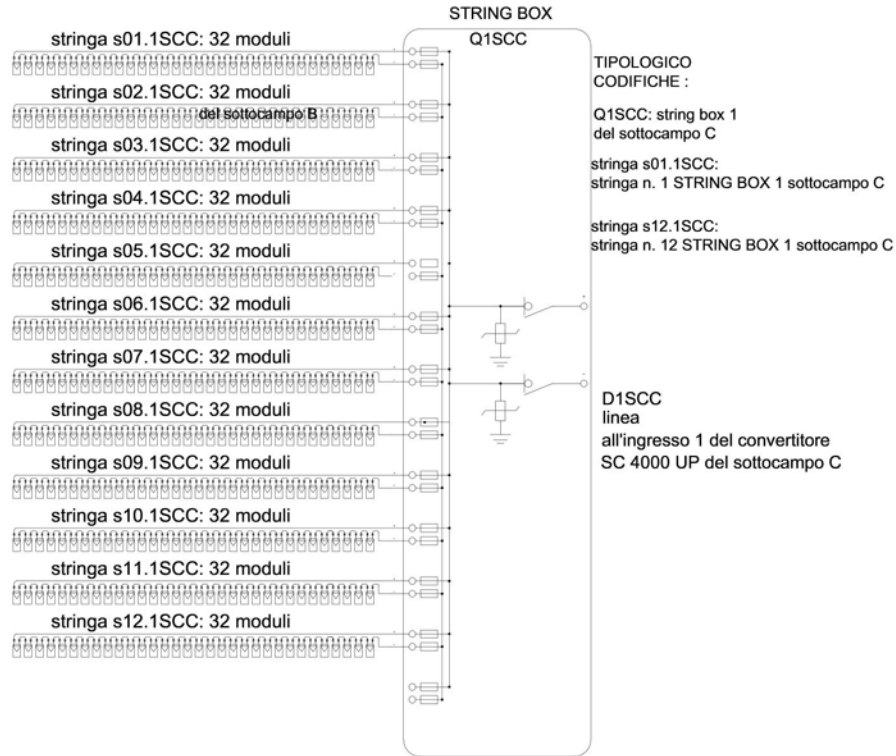 STRING BOX
Q1SCC
stringa s01.1SCC: 32 moduli
stringa s02.1SCC: 32 moduli
del sottocampo B
stringa s03.1SCC: 32 moduli
stringa s04.1SCC: 32 moduli
stringa s05.1SCC: 32 moduli
stringa s06.1SCC: 32 moduli
stringa s07.1SCC: 32 moduli
stringa s08.1SCC: 32 moduli
stringa s09.1SCC: 32 moduli
stringa s10.1SCC: 32 moduli
stringa s11.1SCC: 32 moduli
stringa s12.1SCC: 32 moduli
TIPOLOGICO
CODIFICHE :
Q1SCC: string box 1
del sottocampo C
stringa s01.1SCC:
stringa n. 1 STRING BOX 1 sottocampo C
stringa s12.1SCC:
stringa n. 12 STRING BOX 1 sottocampo C
D1SCC
linea
all'ingresso 1 del convertitore
SC 4000 UP del sottocampo C